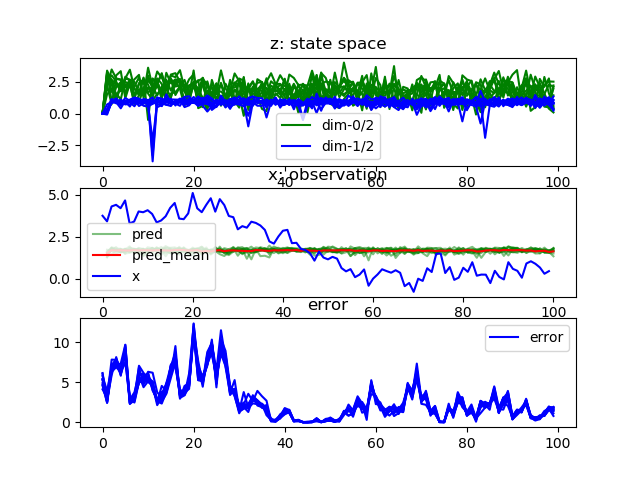 z: state space
2.5
0.0
−2.5
dim-0/2
dim-1/2
0 20 40 60 80 100
x: observation
5.0
2.5
0.0
pred
pred_mean
x
0 20 40 60 80 100
error
10
5
0
error
0 20 40 60 80 100